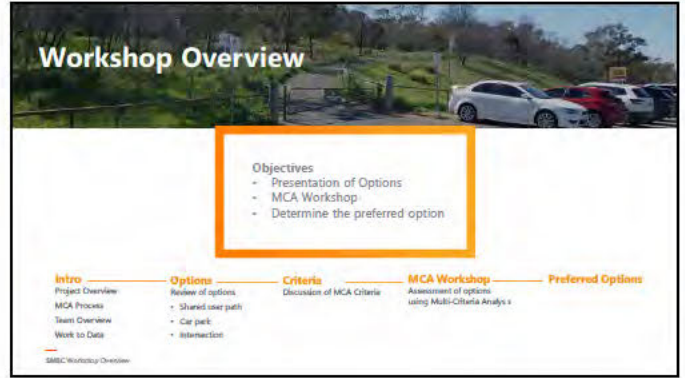 Workshop Overview
Objectives
- Presentation of Options
- MCA Workshop
- Determine the preferred option
Intro
Project Overview
MCA Process
Team Overview
Work to Date
Options
Review of options
• Shared user path
• Car park
• Intersection
Criteria
Discussion of MCA Criteria
MCA Workshop
Assessment of options
using Multi-Criteria Analys s
Preferred Options
SMEC Workshop Overview